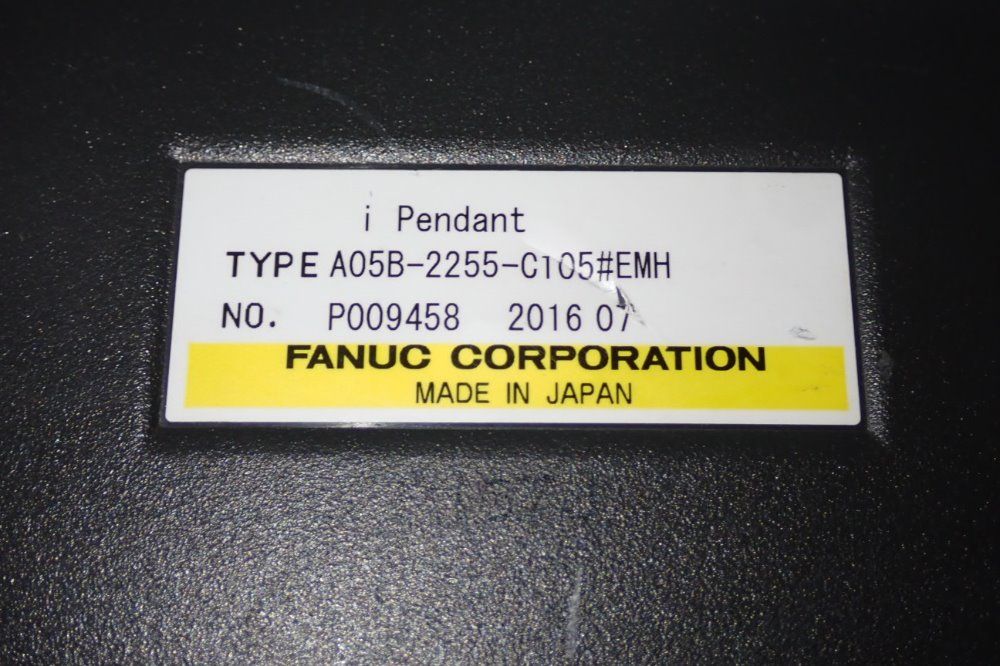 i Pendant
TYPE A05B-2255-C105#EMH
NO. P009458 2016 07
FANUC CORPORATION
MADE IN JAPAN